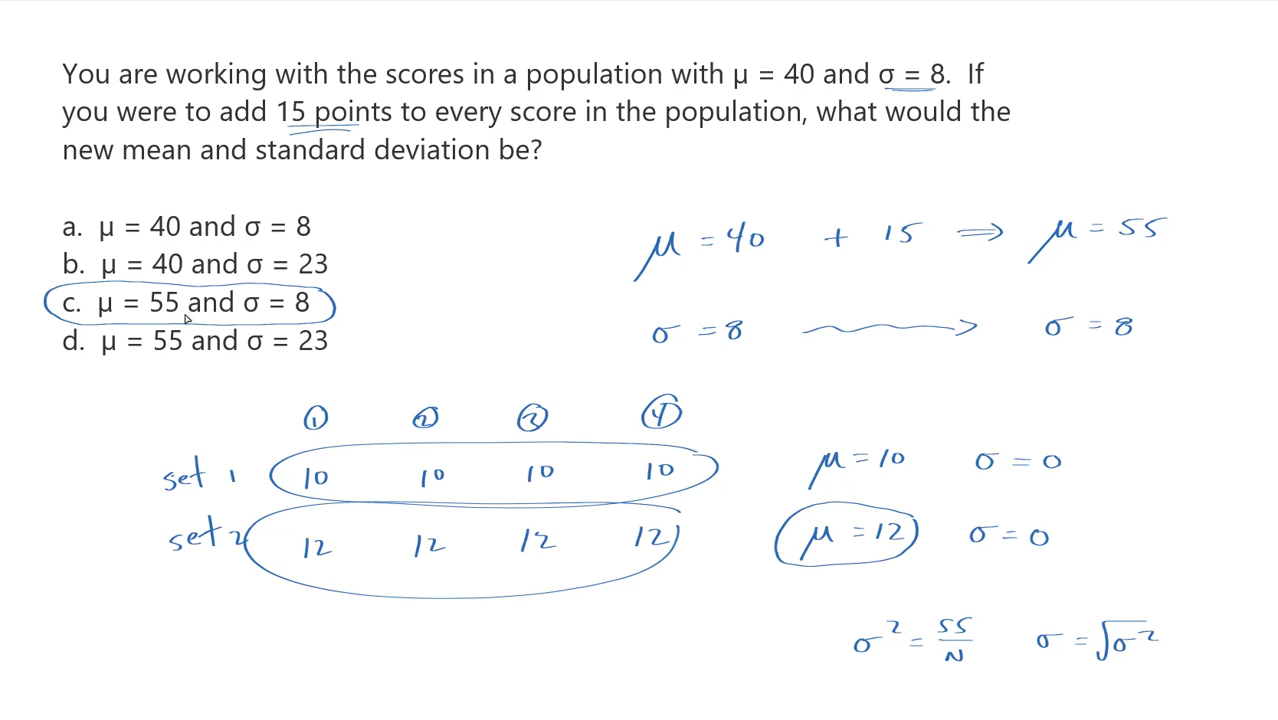 You are working with the scores in a population with μ = 40 and σ = 8. If
you were to add 15 points to every score in the population, what would the
new mean and standard deviation be?
a. μ = 40 and σ = 8
b. μ = 40 and σ = 23
c. μ = 55 and σ = 8
d. μ = 55 and σ = 23
μ = 40 + 15 ⇒ μ = 55
σ = 8 → σ = 8
① ② ③ ④
set 1 10 10 10 10 μ = 10 σ = 0
set 2 12 12 12 12 μ = 12 σ = 0
σ² = SS/N σ = √σ²